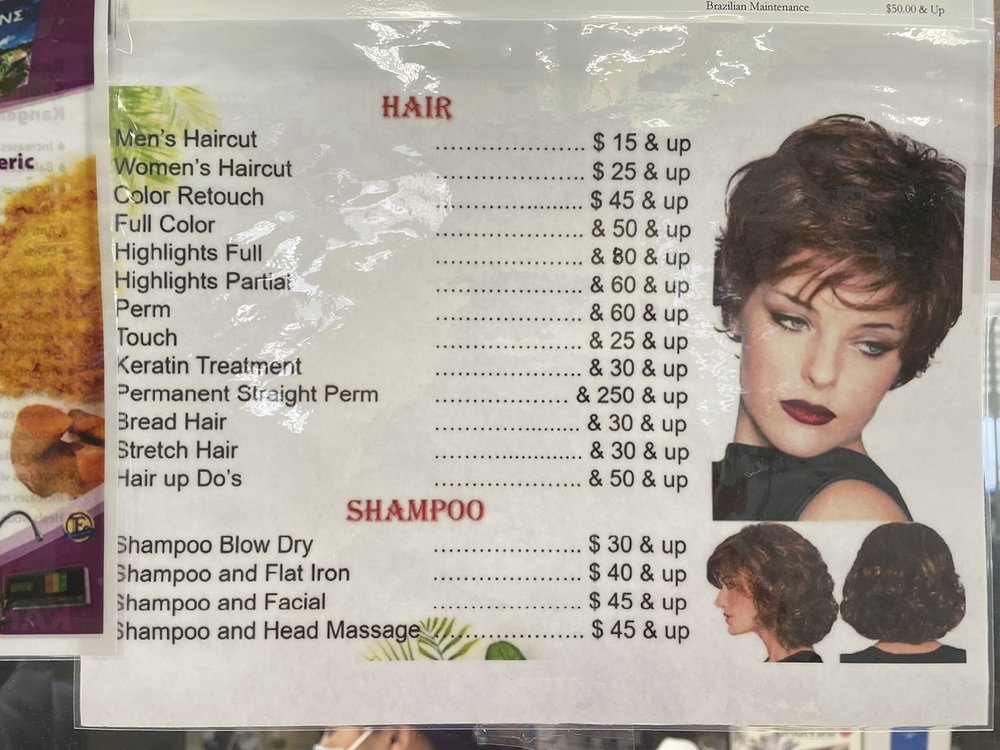 Brazilian Maintenance $50.00 & Up
HAIR
Men's Haircut ........................ $ 15 & up
Women's Haircut ........................ $ 25 & up
Color Retouch ........................ $ 45 & up
Full Color ........................ & 50 & up
Highlights Full ........................ & 80 & up
Highlights Partial ........................ & 60 & up
Perm ........................ & 60 & up
Touch ........................ & 25 & up
Keratin Treatment ........................ & 30 & up
Permanent Straight Perm ..................... & 250 & up
Bread Hair ........................ & 30 & up
Stretch Hair ........................ & 30 & up
Hair up Do's ........................ & 50 & up
SHAMPOO
Shampoo Blow Dry ........................ $ 30 & up
Shampoo and Flat Iron ........................ $ 40 & up
Shampoo and Facial ........................ $ 45 & up
Shampoo and Head Massage ........................ $ 45 & up
eric